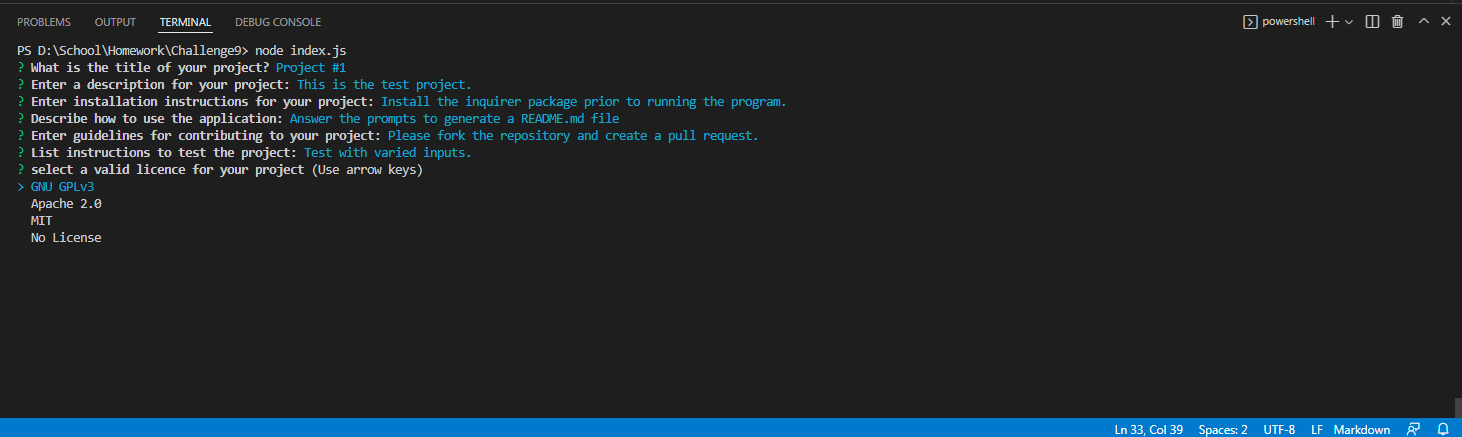 PROBLEMS OUTPUT TERMINAL DEBUG CONSOLE powershell
PS D:\School\Homework\Challenge9> node index.js
? What is the title of your project? Project #1
? Enter a description for your project: This is the test project.
? Enter installation instructions for your project: Install the inquirer package prior to running the program.
? Describe how to use the application: Answer the prompts to generate a README.md file
? Enter guidelines for contributing to your project: Please fork the repository and create a pull request.
? List instructions to test the project: Test with varied inputs.
? select a valid licence for your project (Use arrow keys)
> GNU GPLv3
Apache 2.0
MIT
No License
Ln 33, Col 39 Spaces: 2 UTF-8 LF Markdown